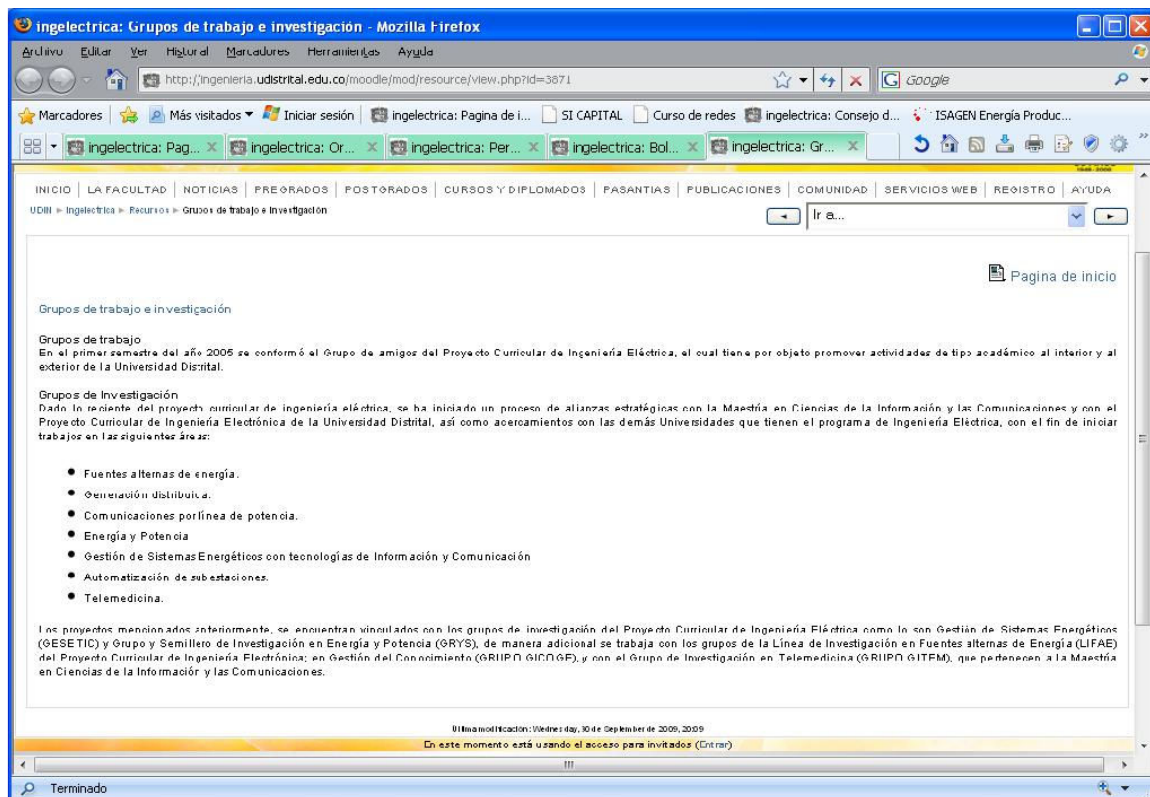 ingelectrica: Grupos de trabajo e investigación - Mozilla Firefox
Archivo Editar Ver Historial Marcadores Herramientas Ayuda
http://ingenieria.udistrital.edu.co/moodle/mod/resource/view.php?id=3871 Google
Marcadores Más visitados Iniciar sesión ingelectrica: Pagina de i... SI CAPITAL Curso de redes ingelectrica: Consejo d... ISAGEN Energía Produc...
ingelectrica: Pag... ingelectrica: Or... ingelectrica: Per... ingelectrica: Bol... ingelectrica: Gr...
INICIO | LA FACULTAD | NOTICIAS | PREGRADOS | POSTGRADOS | CURSOS Y DIPLOMADOS | PASANTIAS | PUBLICACIONES | COMUNIDAD | SERVICIOS WEB | REGISTRO | AYUDA
UDIN ► Ingelectrica ► Recursos ► Grupos de trabajo e investigación
Ir a...
Pagina de inicio
Grupos de trabajo e investigación
Grupos de trabajo
En el primer semestre del año 2005 se conformó el Grupo de amigos del Proyecto Curricular de Ingeniería Eléctrica, el cual tiene por objeto promover actividades de tipo académico al interior y al
exterior de la Universidad Distrital.
Grupos de Investigación
Dado lo reciente del proyecto curricular de ingeniería eléctrica, se ha iniciado un proceso de alianzas estratégicas con la Maestría en Ciencias de la Información y las Comunicaciones y con el
Proyecto Curricular de Ingeniería Electrónica de la Universidad Distrital, así como acercamientos con las demás Universidades que tienen el programa de Ingeniería Eléctrica, con el fin de iniciar
trabajos en las siguientes áreas:
• Fuentes alternas de energía.
• Generación distribuida.
• Comunicaciones por línea de potencia.
• Energía y Potencia
• Gestión de Sistemas Energéticos con tecnologías de Información y Comunicación
• Automatización de subestaciones.
• Telemedicina.
Los proyectos mencionados anteriormente, se encuentran vinculados con los grupos de investigación del Proyecto Curricular de Ingeniería Eléctrica como lo son Gestión de Sistemas Energéticos
(GESETIC) y Grupo y Semillero de Investigación en Energía y Potencia (GRYS), de manera adicional se trabaja con los grupos de la Línea de Investigación en Fuentes alternas de Energía (LIFAE)
del Proyecto Curricular de Ingeniería Electrónica; en Gestión del Conocimiento (GRUPO GICOGE), y con el Grupo de Investigación en Telemedicina (GRUPO GITEM), que pertenecen a la Maestría
en Ciencias de la Información y las Comunicaciones.
Última modificación: Wednesday, 30 de September de 2009, 20:09
En este momento está usando el acceso para invitados (Entrar)
Terminado